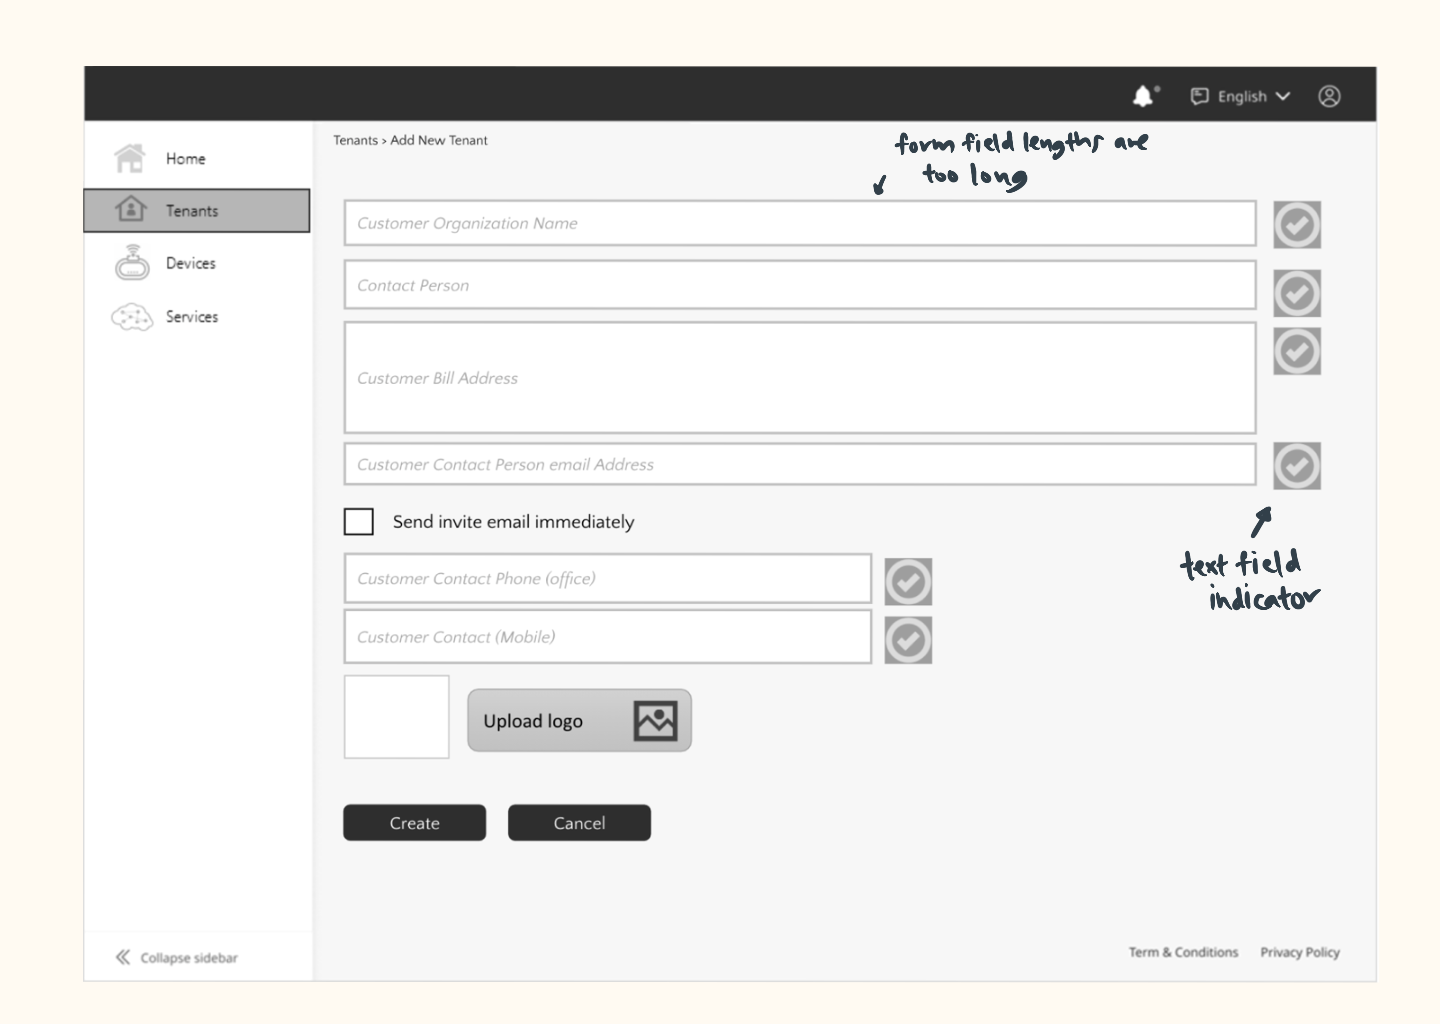 English
Home
Tenants
Devices
Services
Collapse sidebar
Tenants › Add New Tenant
form field lengths are
too long
Customer Organization Name
Contact Person
Customer Bill Address
Customer Contact Person email Address
Send invite email immediately
text field
indicator
Customer Contact Phone (office)
Customer Contact (Mobile)
Upload logo
Create
Cancel
Term & Conditions
Privacy Policy